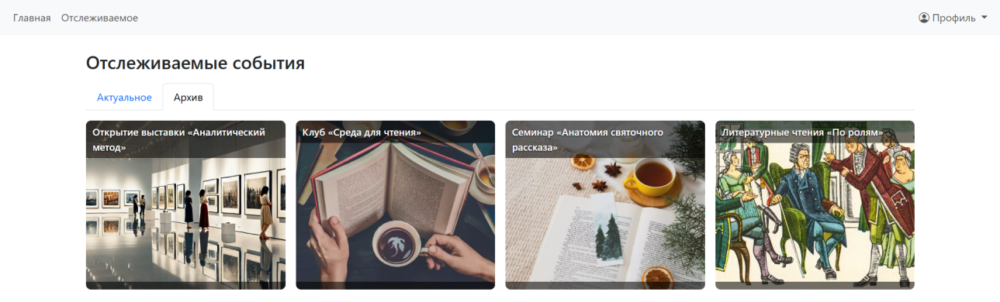 Главная Отслеживаемое Профиль
Отслеживаемые события
Актуальное Архив
Открытие выставки «Аналитический
метод»
Клуб «Среда для чтения»
Семинар «Анатомия святочного
рассказа»
Литературные чтения «По ролям»